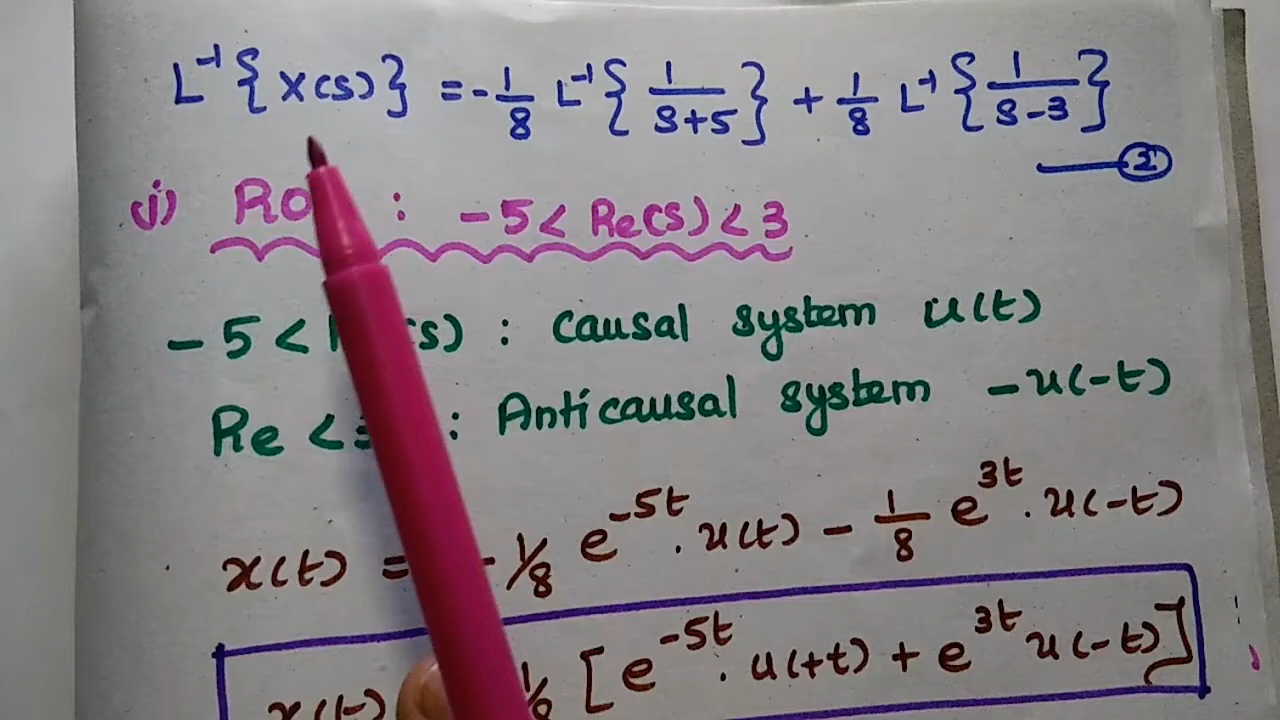 L⁻¹{X(s)} = -1/8 L⁻¹{1/(s+5)} + 1/8 L⁻¹{1/(s-3)}
②
(i) RO : -5 < Re(s) < 3
-5 < (s) : Causal system u(t)
Re < 3 : Anticausal system -u(-t)
x(t) = -1/8 e^-5t . u(t) - 1/8 e^3t . u(-t)
x(t) [e^-5t . u(+t) + e^3t u(-t)]